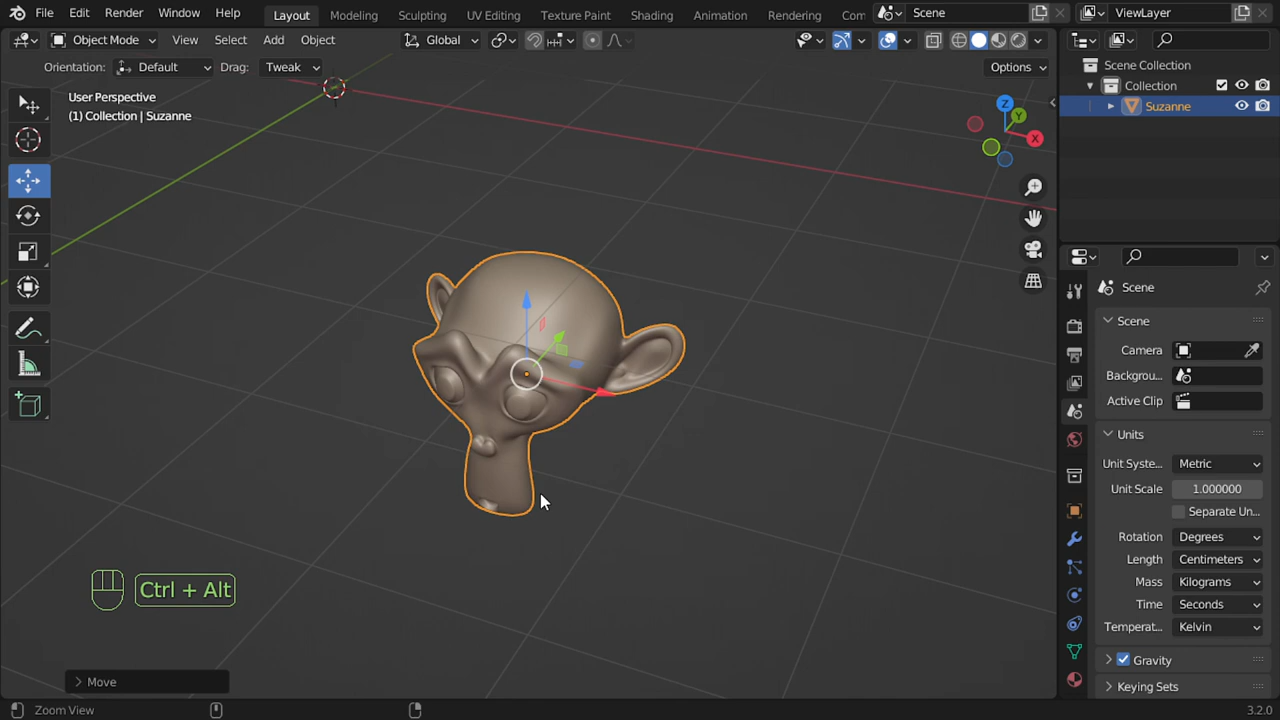 File Edit Render Window Help Layout Modeling Sculpting UV Editing Texture Paint Shading Animation Rendering Com Scene ViewLayer
Object Mode View Select Add Object Global
Orientation: Default Drag: Tweak Options
User Perspective
(1) Collection | Suzanne
Z
Y
X
Ctrl + Alt
Move
Scene Collection
Collection
Suzanne
Scene
Scene
Camera
Backgrou...
Active Clip
Units
Unit Syste... Metric
Unit Scale 1.000000
Separate Un...
Rotation Degrees
Length Centimeters
Mass Kilograms
Time Seconds
Temperat... Kelvin
Gravity
Keying Sets
Zoom View 3.2.0